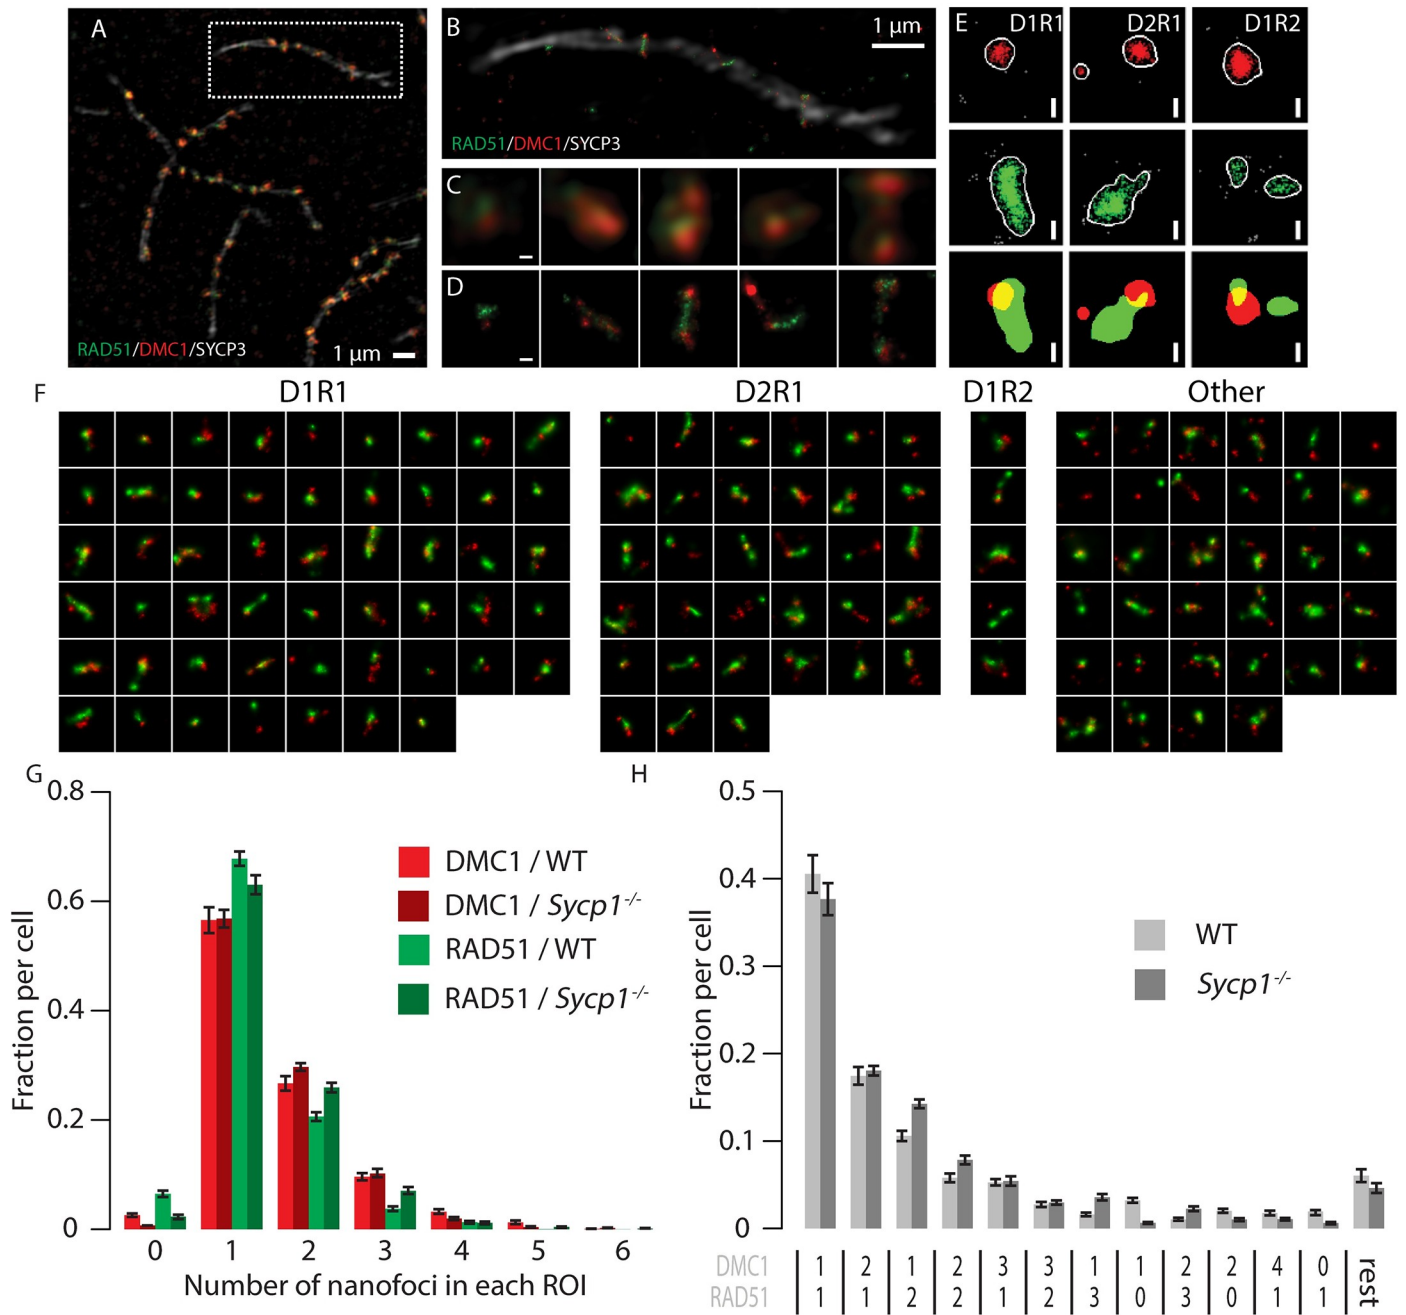 A
RAD51/DMC1/SYCP3
1 µm
B
1 µm
RAD51/DMC1/SYCP3
C
D
E
D1R1
D2R1
D1R2
F
D1R1
D2R1
D1R2
Other
G
0.8
0.6
0.4
0.2
0
Fraction per cell
DMC1 / WT
DMC1 / Sycp1-/-
RAD51 / WT
RAD51 / Sycp1-/-
0 1 2 3 4 5 6
Number of nanofoci in each ROI
H
0.5
0.4
0.3
0.2
0.1
0
Fraction per cell
WT
Sycp1-/-
DMC1 1 2 1 2 3 3 1 1 2 2 4 0
RAD51 1 1 2 2 1 2 3 0 3 0 1 1
rest